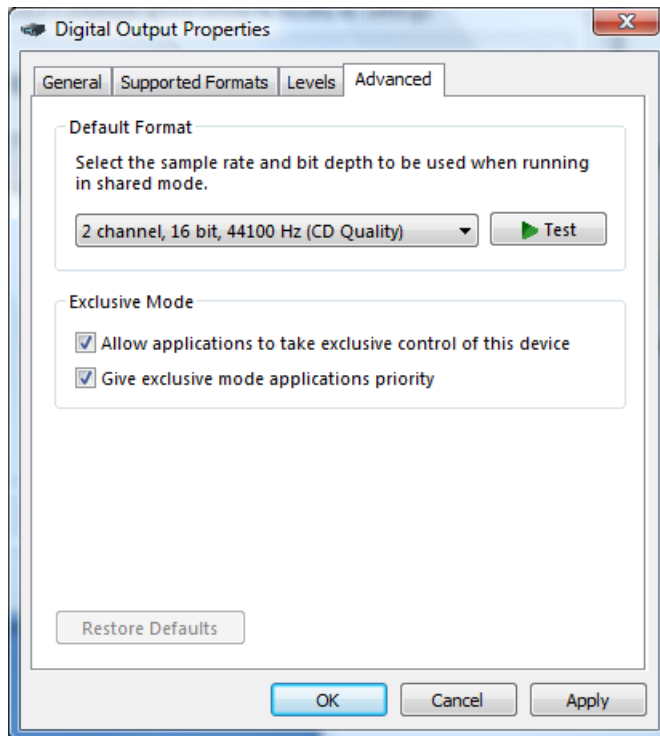 Digital Output Properties
General
Supported Formats
Levels
Advanced
Default Format
Select the sample rate and bit depth to be used when running
in shared mode.
2 channel, 16 bit, 44100 Hz (CD Quality)
Test
Exclusive Mode
Allow applications to take exclusive control of this device
Give exclusive mode applications priority
Restore Defaults
OK
Cancel
Apply